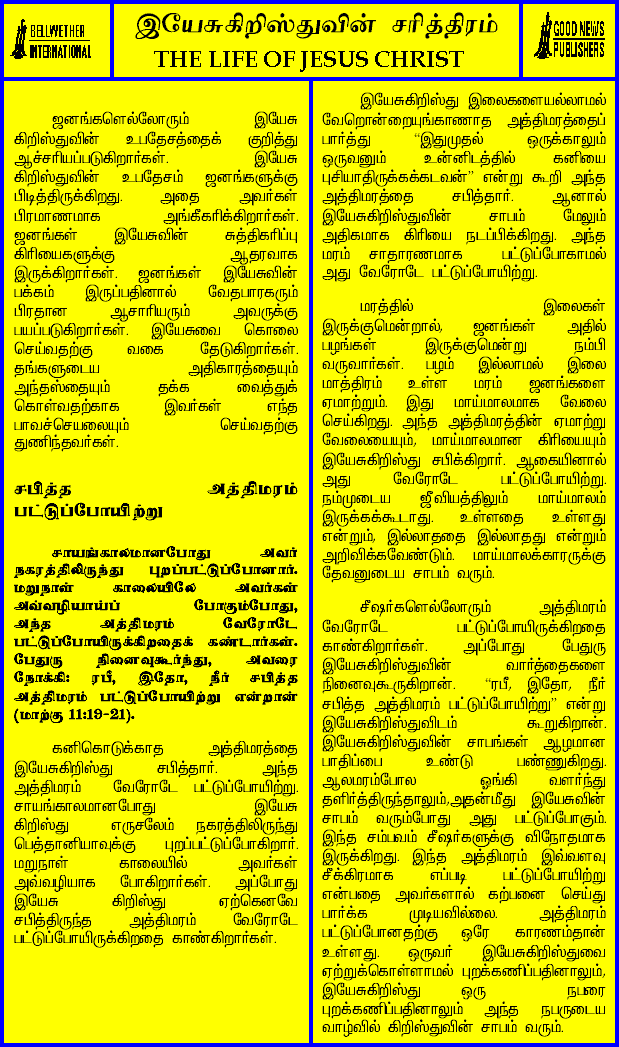 BELLWETHER
INTERNATIONAL
இயேசுகிறிஸ்துவின் சரித்திரம்
THE LIFE OF JESUS CHRIST
GOOD NEWS
PUBLISHERS
ஜனங்களெல்லோரும் இயேசு
கிறிஸ்துவின் உபதேசத்தைக் குறித்து
ஆச்சரியப்படுகிறார்கள். இயேசு
கிறிஸ்துவின் உபதேசம் ஜனங்களுக்கு
பிடித்திருக்கிறது. அதை அவர்கள்
பிரமாணமாக அங்கீகரிக்கிறார்கள்.
ஜனங்கள் இயேசுவின் சுத்திகரிப்பு
கிரியைகளுக்கு ஆதரவாக
இருக்கிறார்கள். ஜனங்கள் இயேசுவின்
பக்கம் இருப்பதினால் வேதபாரகரும்
பிரதான ஆசாரியரும் அவருக்கு
பயப்படுகிறார்கள். இயேசுவை கொலை
செய்வதற்கு வகை தேடுகிறார்கள்.
தங்களுடைய அதிகாரத்தையும்
அந்தஸ்தையும் தக்க வைத்துக்
கொள்வதற்காக இவர்கள் எந்த
பாவச்செயலையும் செய்வதற்கு
துணிந்தவர்கள்.
சபித்த அத்திமரம்
பட்டுப்போயிற்று
சாயங்காலமானபோது அவர்
நகரத்திலிருந்து புறப்பட்டுப்போனார்.
மறுநாள் காலையிலே அவர்கள்
அவ்வழியாய்ப் போகும்போது,
அந்த அத்திமரம் வேரோடே
பட்டுப்போயிருக்கிறதைக் கண்டார்கள்.
பேதுரு நினைவுகூர்ந்து, அவரை
நோக்கி: ரபீ, இதோ, நீர் சபித்த
அத்திமரம் பட்டுப்போயிற்று என்றான்
(மாற்கு 11:19-21).
கனிகொடுக்காத அத்திமரத்தை
இயேசுகிறிஸ்து சபித்தார். அந்த
அத்திமரம் வேரோடே பட்டுப்போயிற்று.
சாயங்காலமானபோது இயேசு
கிறிஸ்து எருசலேம் நகரத்திலிருந்து
பெத்தானியாவுக்கு புறப்பட்டுப்போகிறார்.
மறுநாள் காலையில் அவர்கள்
அவ்வழியாக போகிறார்கள். அப்போது
இயேசு கிறிஸ்து ஏற்கெனவே
சபித்திருந்த அத்திமரம் வேரோடே
பட்டுப்போயிருக்கிறதை காண்கிறார்கள்.
இயேசுகிறிஸ்து இலைகளையல்லாமல்
வேறொன்றையுங்காணாத அத்திமரத்தைப்
பார்த்து “இதுமுதல் ஒருக்காலும்
ஒருவனும் உன்னிடத்தில் கனியை
புசியாதிருக்கக்கடவன்” என்று கூறி அந்த
அத்திமரத்தை சபித்தார். ஆனால்
இயேசுகிறிஸ்துவின் சாபம் மேலும்
அதிகமாக கிரியை நடப்பிக்கிறது. அந்த
மரம் சாதாரணமாக பட்டுப்போகாமல்
அது வேரோடே பட்டுப்போயிற்று.
மரத்தில் இலைகள்
இருக்குமென்றால், ஜனங்கள் அதில்
பழங்கள் இருக்குமென்று நம்பி
வருவார்கள். பழம் இல்லாமல் இலை
மாத்திரம் உள்ள மரம் ஜனங்களை
ஏமாற்றும். இது மாய்மாலமாக வேலை
செய்கிறது. அந்த அத்திமரத்தின் ஏமாற்று
வேலையையும், மாய்மாலமான கிரியையும்
இயேசுகிறிஸ்து சபிக்கிறார். ஆகையினால்
அது வேரோடே பட்டுப்போயிற்று.
நம்முடைய ஜீவியத்திலும் மாய்மாலம்
இருக்கக்கூடாது. உள்ளதை உள்ளது
என்றும், இல்லாததை இல்லாதது என்றும்
அறிவிக்கவேண்டும். மாய்மாலக்காரருக்கு
தேவனுடைய சாபம் வரும்.
சீஷர்களெல்லோரும் அத்திமரம்
வேரோடே பட்டுப்போயிருக்கிறதை
காண்கிறார்கள். அப்போது பேதுரு
இயேசுகிறிஸ்துவின் வார்த்தைகளை
நினைவுகூருகிறான். “ரபீ, இதோ, நீர்
சபித்த அத்திமரம் பட்டுப்போயிற்று” என்று
இயேசுகிறிஸ்துவிடம் கூறுகிறான்.
இயேசுகிறிஸ்துவின் சாபங்கள் ஆழமான
பாதிப்பை உண்டு பண்ணுகிறது.
ஆலமரம்போல ஓங்கி வளர்ந்து
தளிர்த்திருந்தாலும்,அதன்மீது இயேசுவின்
சாபம் வரும்போது அது பட்டுப்போகும்.
இந்த சம்பவம் சீஷர்களுக்கு விநோதமாக
இருக்கிறது. இந்த அத்திமரம் இவ்வளவு
சீக்கிரமாக எப்படி பட்டுப்போயிற்று
என்பதை அவர்களால் கற்பனை செய்து
பார்க்க முடியவில்லை. அத்திமரம்
பட்டுப்போனதற்கு ஒரே காரணம்தான்
உள்ளது. ஒருவர் இயேசுகிறிஸ்துவை
ஏற்றுக்கொள்ளாமல் புறக்கணிப்பதினாலும்,
இயேசுகிறிஸ்து ஒரு நபரை
புறக்கணிப்பதினாலும் அந்த நபருடைய
வாழ்வில் கிறிஸ்துவின் சாபம் வரும்.